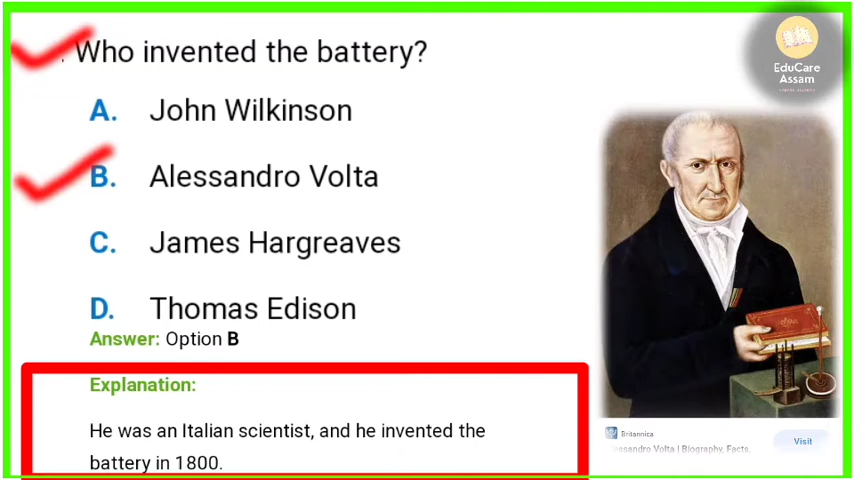 Who invented the battery?
A. John Wilkinson
B. Alessandro Volta
C. James Hargreaves
D. Thomas Edison
Answer: Option B
Explanation:
He was an Italian scientist, and he invented the
battery in 1800.
EduCare
Assam
Britannica
Volta | Biography, Facts,
Visit